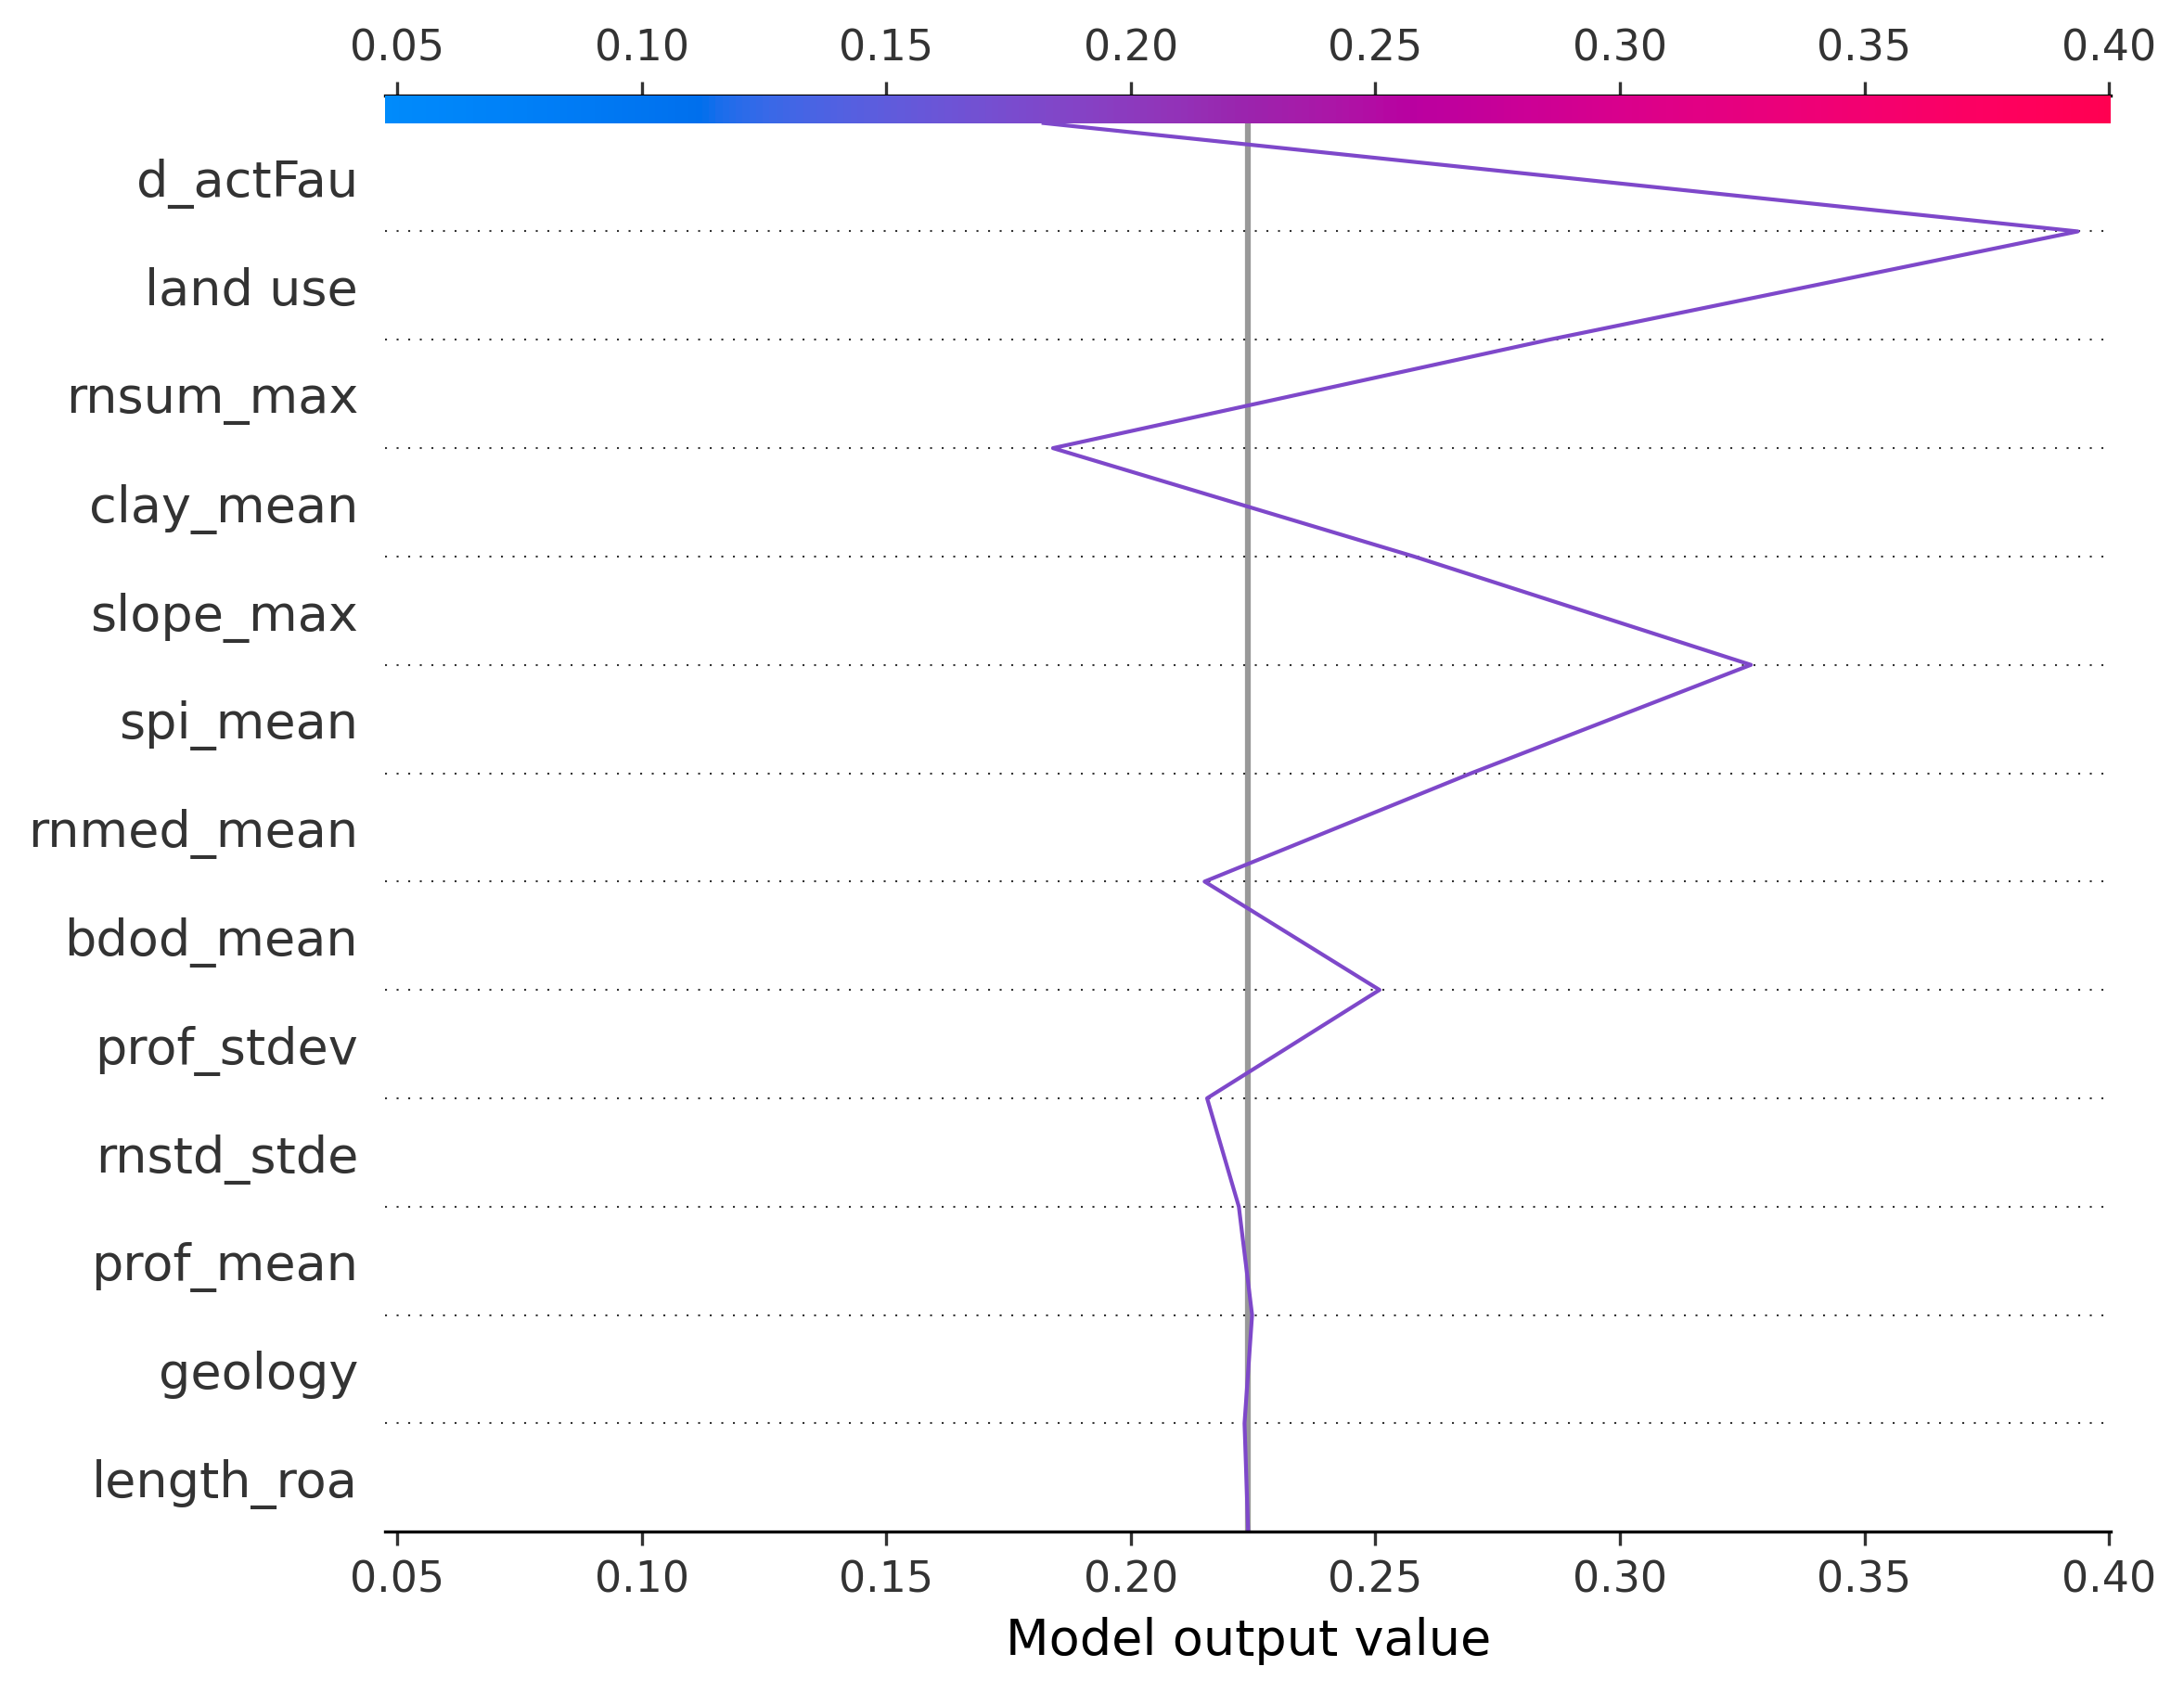 0.05 0.10 0.15 0.20 0.25 0.30 0.35 0.40
d_actFau
land use
rnsum_max
clay_mean
slope_max
spi_mean
rnmed_mean
bdod_mean
prof_stdev
rnstd_stde
prof_mean
geology
length_roa
0.05 0.10 0.15 0.20 0.25 0.30 0.35 0.40
Model output value